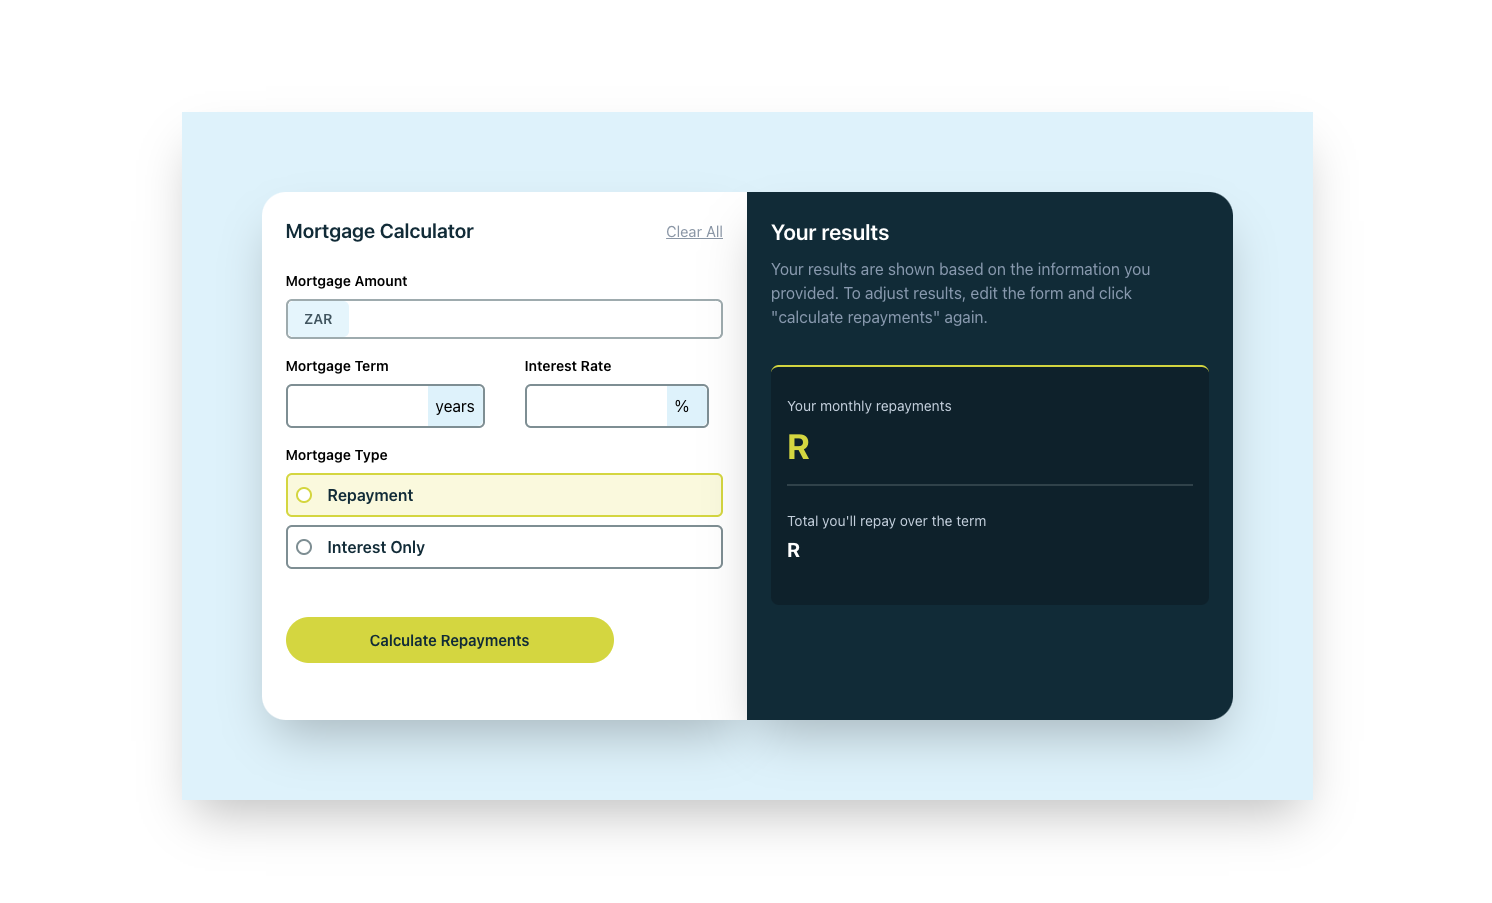 Mortgage Calculator
Clear All
Mortgage Amount
ZAR
Mortgage Term
Interest Rate
years
%
Mortgage Type
Repayment
Interest Only
Calculate Repayments
Your results
Your results are shown based on the information you
provided. To adjust results, edit the form and click
"calculate repayments" again.
Your monthly repayments
R
Total you'll repay over the term
R